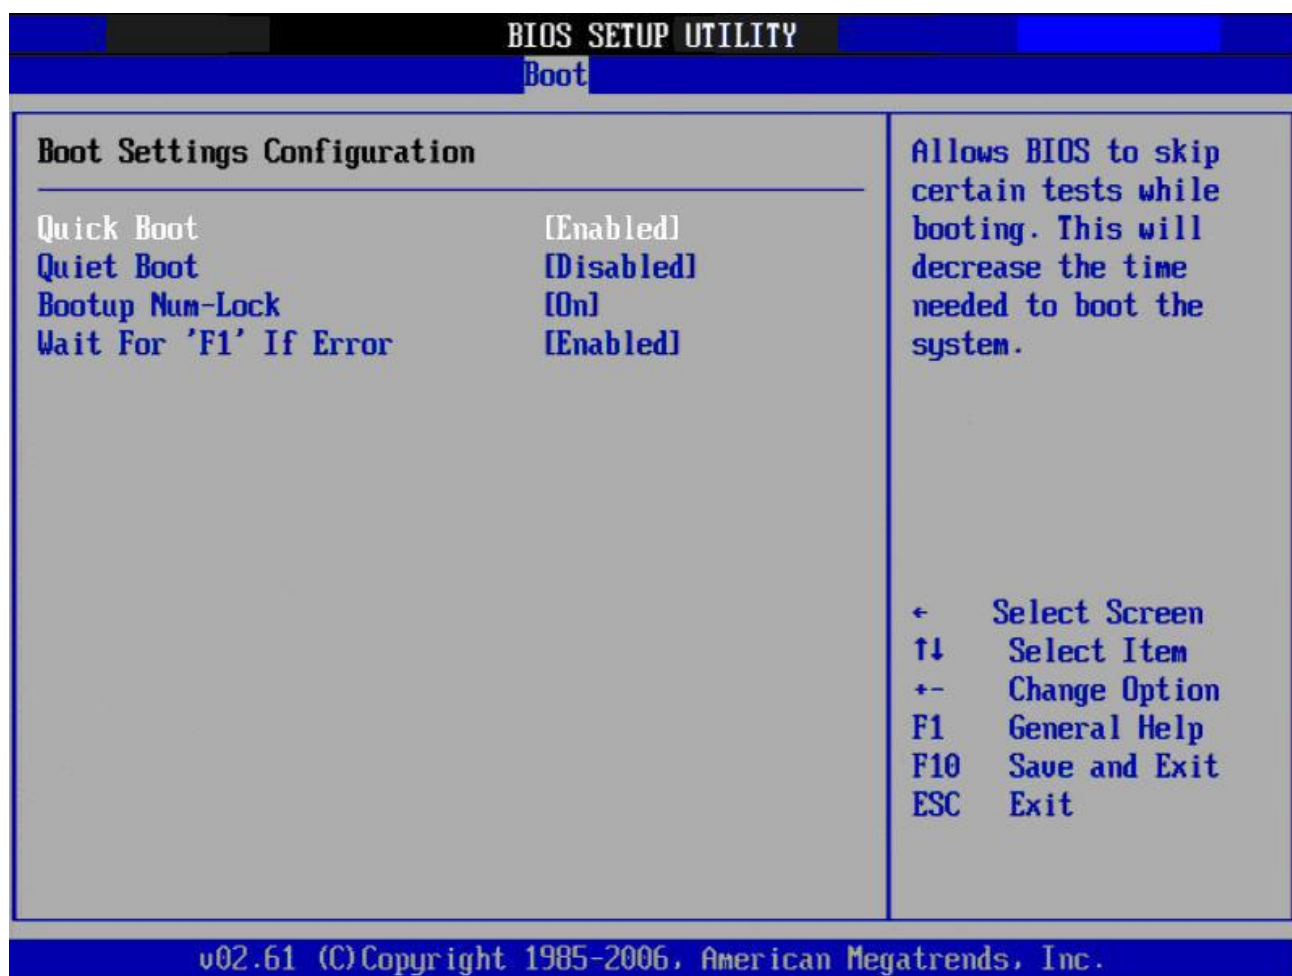 BIOS SETUP UTILITY
Boot
Boot Settings Configuration
Quick Boot [Enabled]
Quiet Boot [Disabled]
Bootup Num-Lock [On]
Wait For 'F1' If Error [Enabled]
Allows BIOS to skip
certain tests while
booting. This will
decrease the time
needed to boot the
system.
← Select Screen
↑↓ Select Item
+- Change Option
F1 General Help
F10 Save and Exit
ESC Exit
v02.61 (C)Copyright 1985-2006, American Megatrends, Inc.